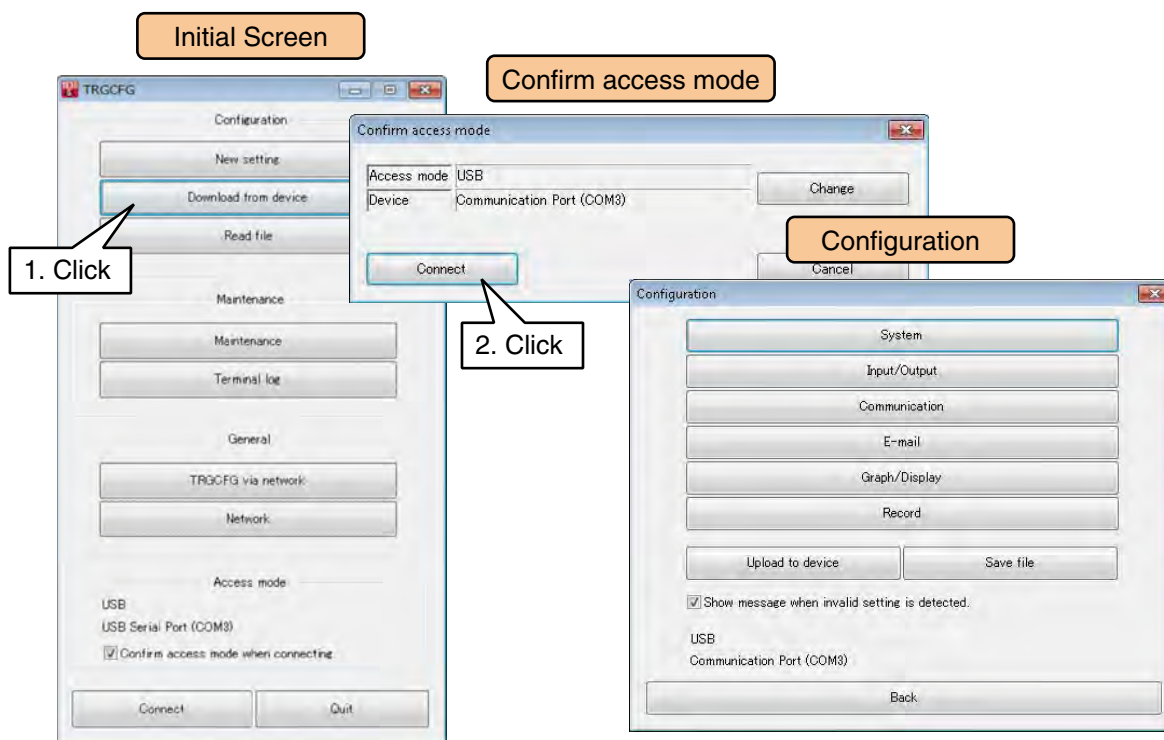 Initial Screen
TRGCFG
Configuration
New setting
Download from device
Read file
1. Click
Maintenance
Maintenance
Terminal log
General
TRGCFG via network
Network
Access mode
USB
USB Serial Port (COM3)
Confirm access mode when connecting
Connect
Quit
Confirm access mode
Confirm access mode
Access mode USB
Device Communication Port (COM3)
Change
Connect
Cancel
2. Click
Configuration
Configuration
System
Input/Output
Communication
E-mail
Graph/Display
Record
Upload to device
Save file
Show message when invalid setting is detected.
USB
Communication Port (COM3)
Back